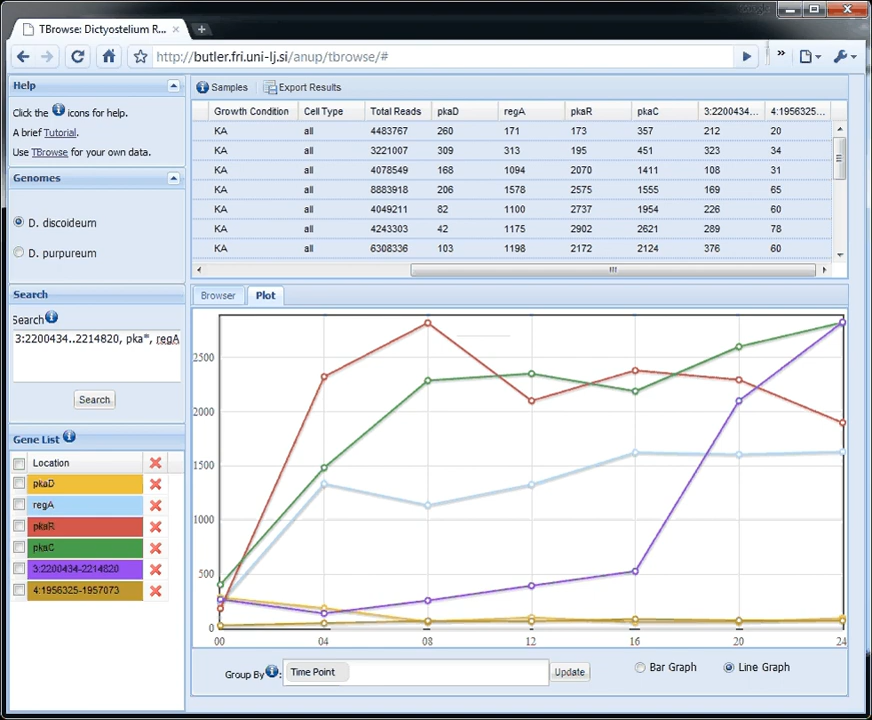 TBrowse: Dictyostelium R...
http://butler.fri.uni-lj.si/anup/tbrowse/#
Help
Click the icons for help.
A brief Tutorial.
Use TBrowse for your own data.
Genomes
D. discoideum
D. purpureum
Search
Search
3:2200434..2214820, pka*, regA
Search
Gene List
Location
pkaD
regA
pkaR
pkaC
3:2200434-2214820
4:1956325-1957073
Samples Export Results
Growth Condition Cell Type Total Reads pkaD regA pkaR pkaC 3:2200434... 4:1956325...
KA all 4483767 260 171 173 357 212 20
KA all 3221007 309 313 195 451 323 34
KA all 4078549 168 1094 2070 1411 108 31
KA all 8883918 206 1578 2575 1555 169 65
KA all 4049211 82 1100 2737 1954 226 60
KA all 4243303 42 1175 2902 2621 289 78
KA all 6308336 103 1198 2172 2124 376 60
Browser Plot
2500
2000
1500
1000
500
0
00 04 08 12 16 20 24
Group By : Time Point Update Bar Graph Line Graph